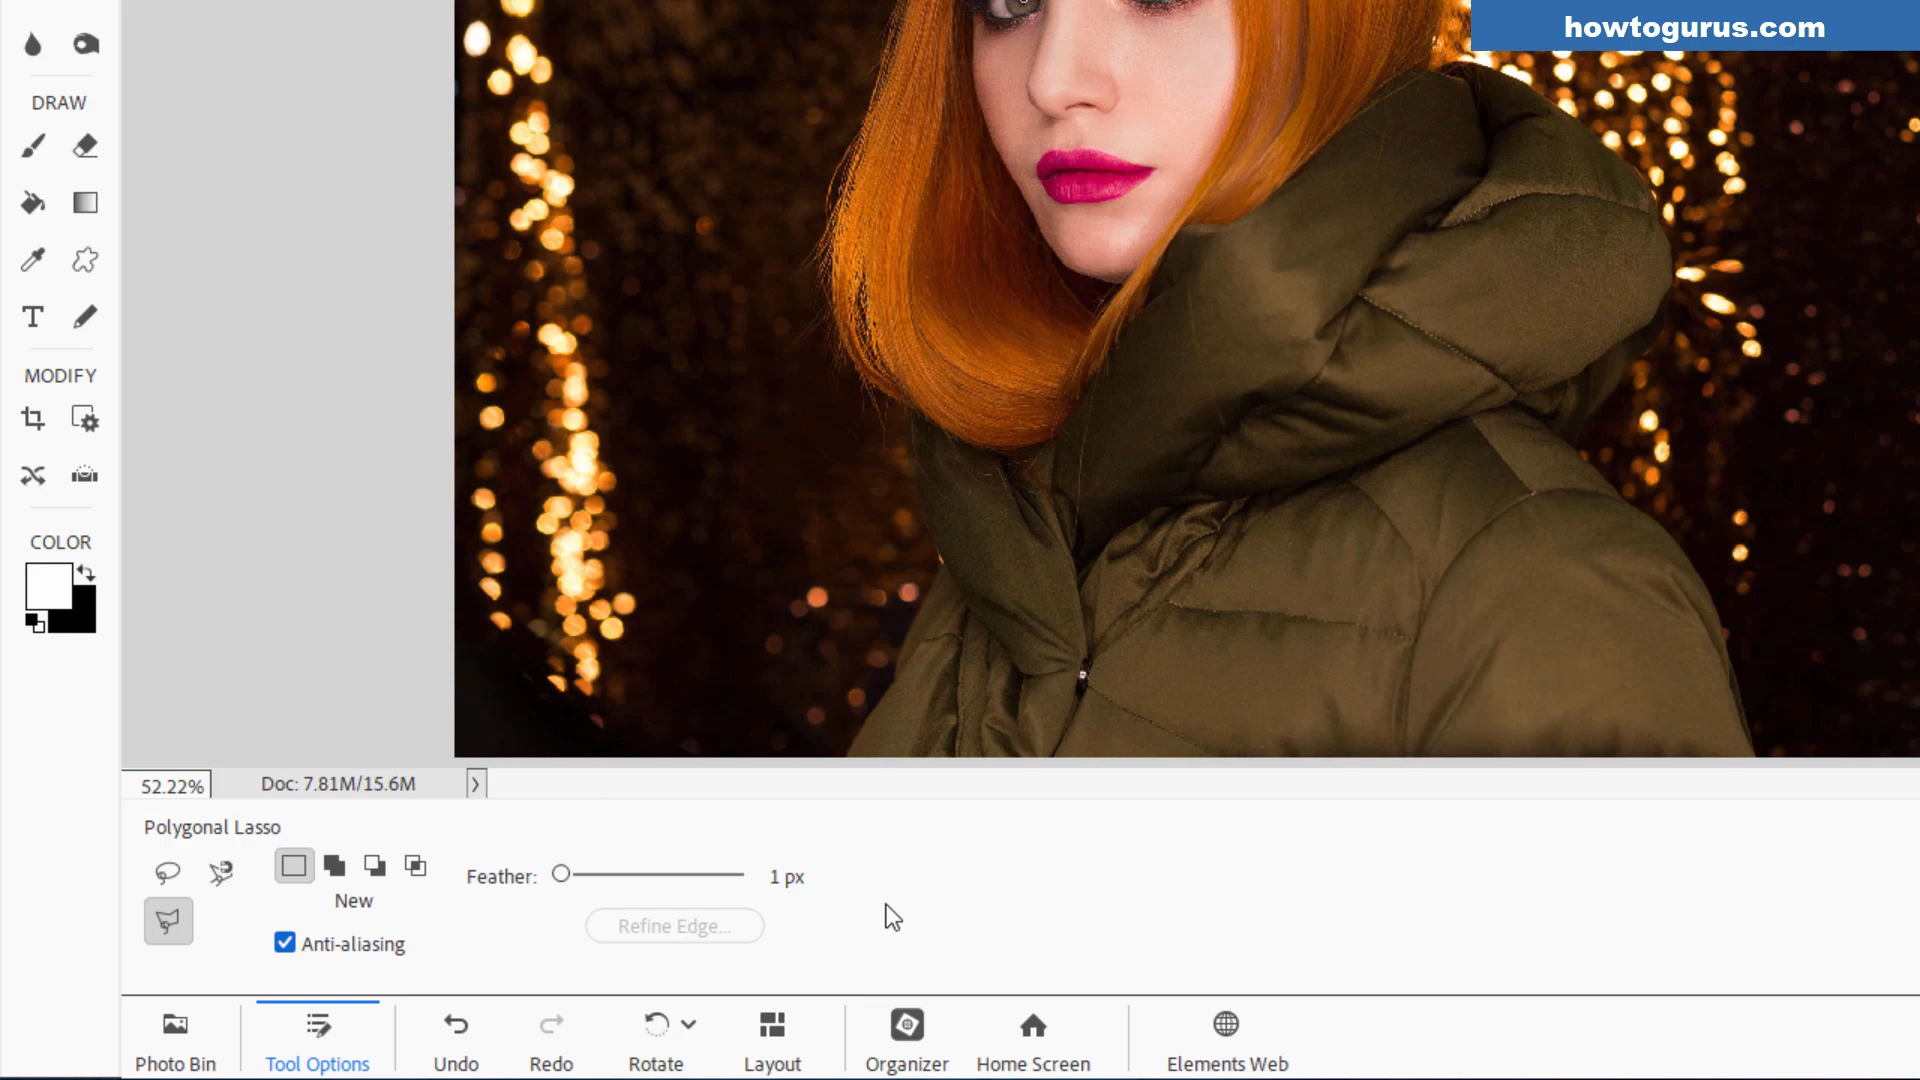 howtogurus.com
DRAW
MODIFY
COLOR
52.22%
Doc: 7.81M/15.6M
Polygonal Lasso
New
Feather:
1 px
Refine Edge...
Anti-aliasing
Photo Bin
Tool Options
Undo
Redo
Rotate
Layout
Organizer
Home Screen
Elements Web